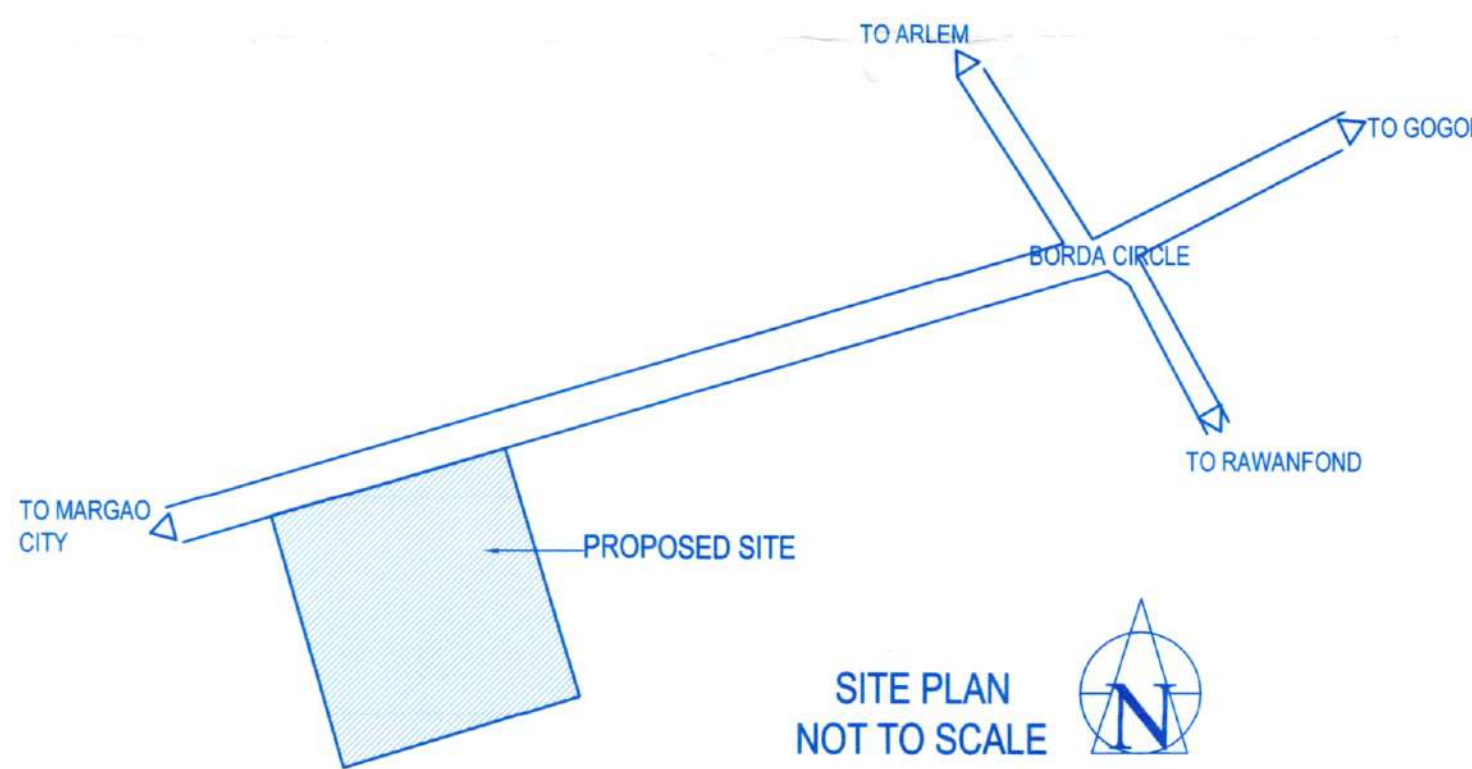 TO ARLEM
TO GOGOL
BORDA CIRCLE
TO RAWANFOND
TO MARGAO
CITY
PROPOSED SITE
SITE PLAN
NOT TO SCALE
N